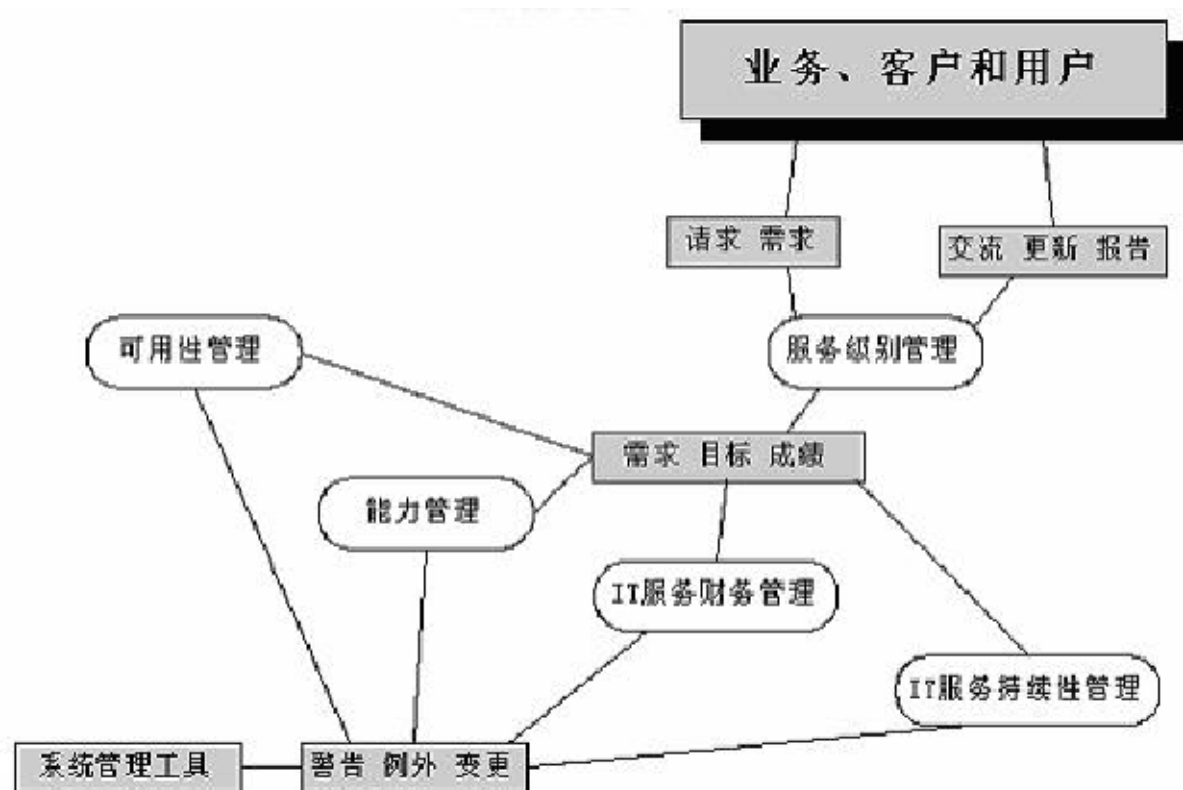 业务、客户和用户
请求 需求
交流 更新 报告
可用性管理
服务级别管理
需求 目标 成绩
能力管理
IT服务财务管理
IT服务持续性管理
系统管理工具
警告 例外 变更